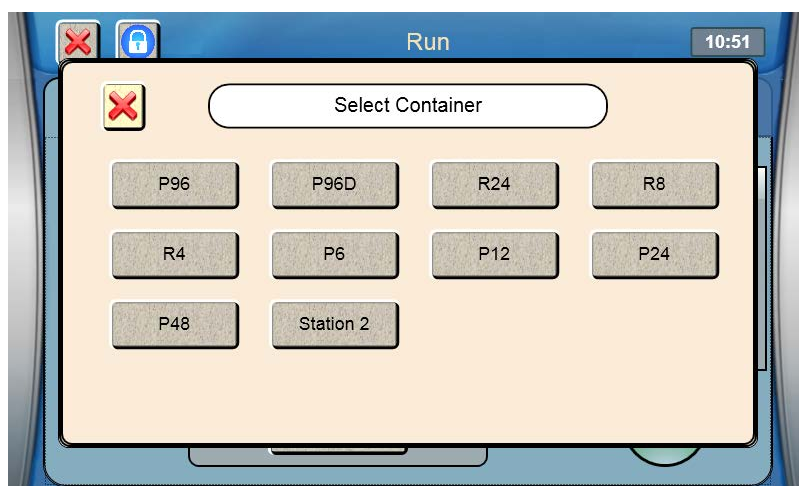 Run
10:51
Select Container
P96
P96D
R24
R8
R4
P6
P12
P24
P48
Station 2